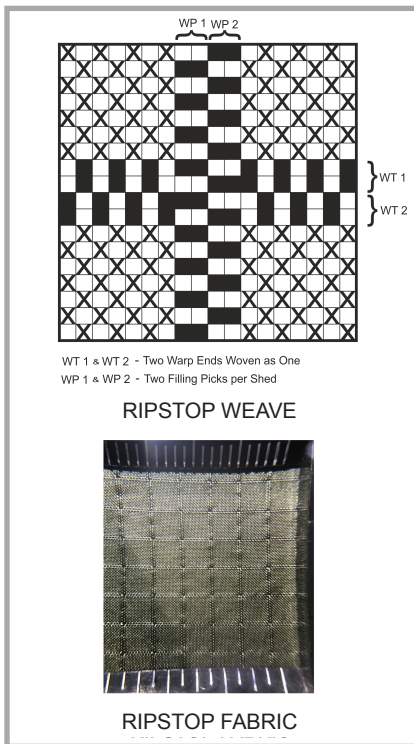 WP 1 WP 2
WT 1
WT 2
WT 1 & WT 2 - Two Warp Ends Woven as One
WP 1 & WP 2 - Two Filling Picks per Shed
RIPSTOP WEAVE
RIPSTOP FABRIC